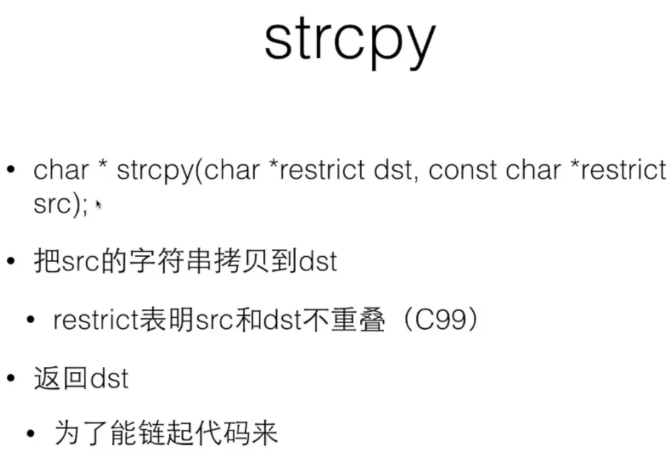 strcpy
• char * strcpy(char *restrict dst, const char *restrict
src);
• 把src的字符串拷贝到dst
• restrict表明src和dst不重叠（C99）
• 返回dst
• 为了能链起代码来